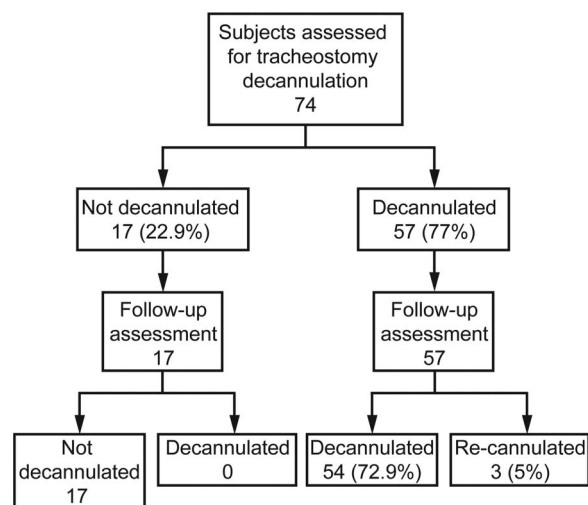 Subjects assessed
for tracheostomy
decannulation
74
Not decannulated
17 (22.9%)
Decannulated
57 (77%)
Follow-up
assessment
17
Follow-up
assessment
57
Not
decannulated
17
Decannulated
0
Decannulated
54 (72.9%)
Re-cannulated
3 (5%)